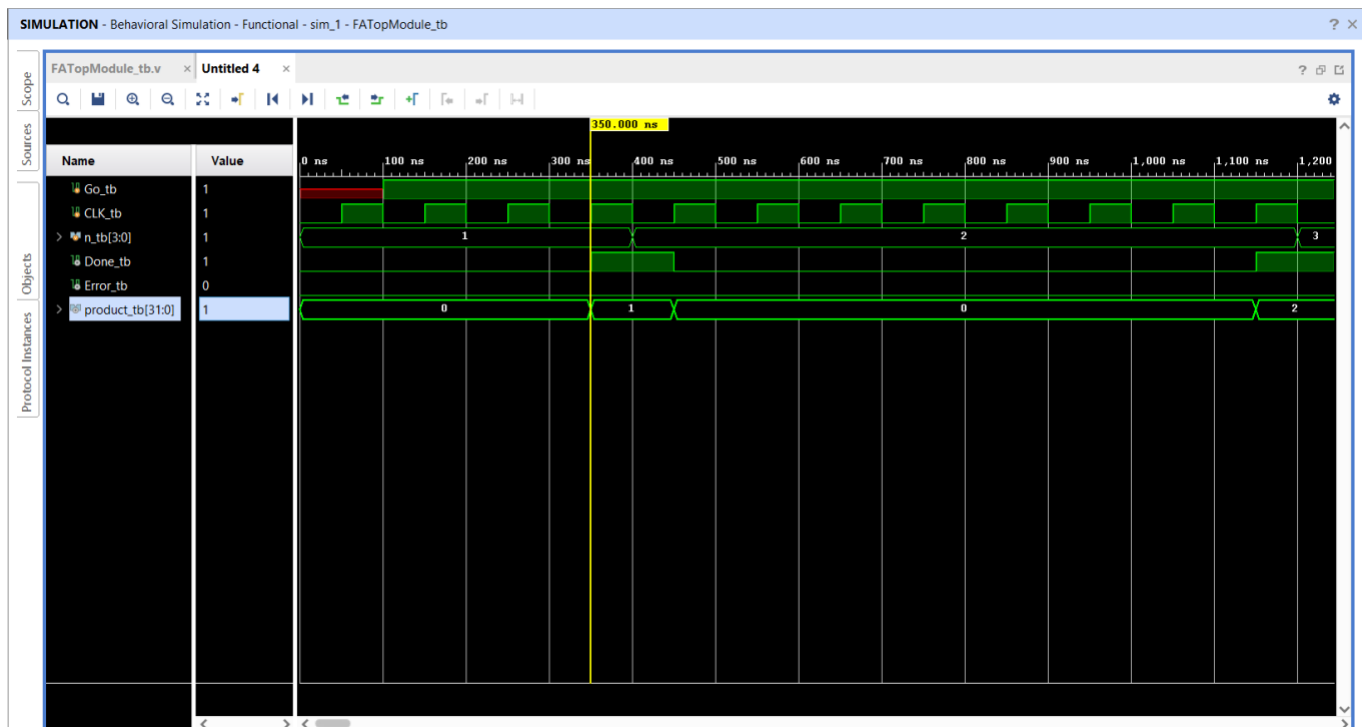 SIMULATION - Behavioral Simulation - Functional - sim_1 - FATopModule_tb ? ×
Scope
Sources
Objects
Protocol Instances
FATopModule_tb.v × Untitled 4 × ?
350.000 ns
Name Value 0 ns 100 ns 200 ns 300 ns 400 ns 500 ns 600 ns 700 ns 800 ns 900 ns 1,000 ns 1,100 ns 1,200
Go_tb 1
CLK_tb 1
n_tb[3:0] 1 1 2 3
Done_tb 1
Error_tb 0
product_tb[31:0] 1 0 1 0 2